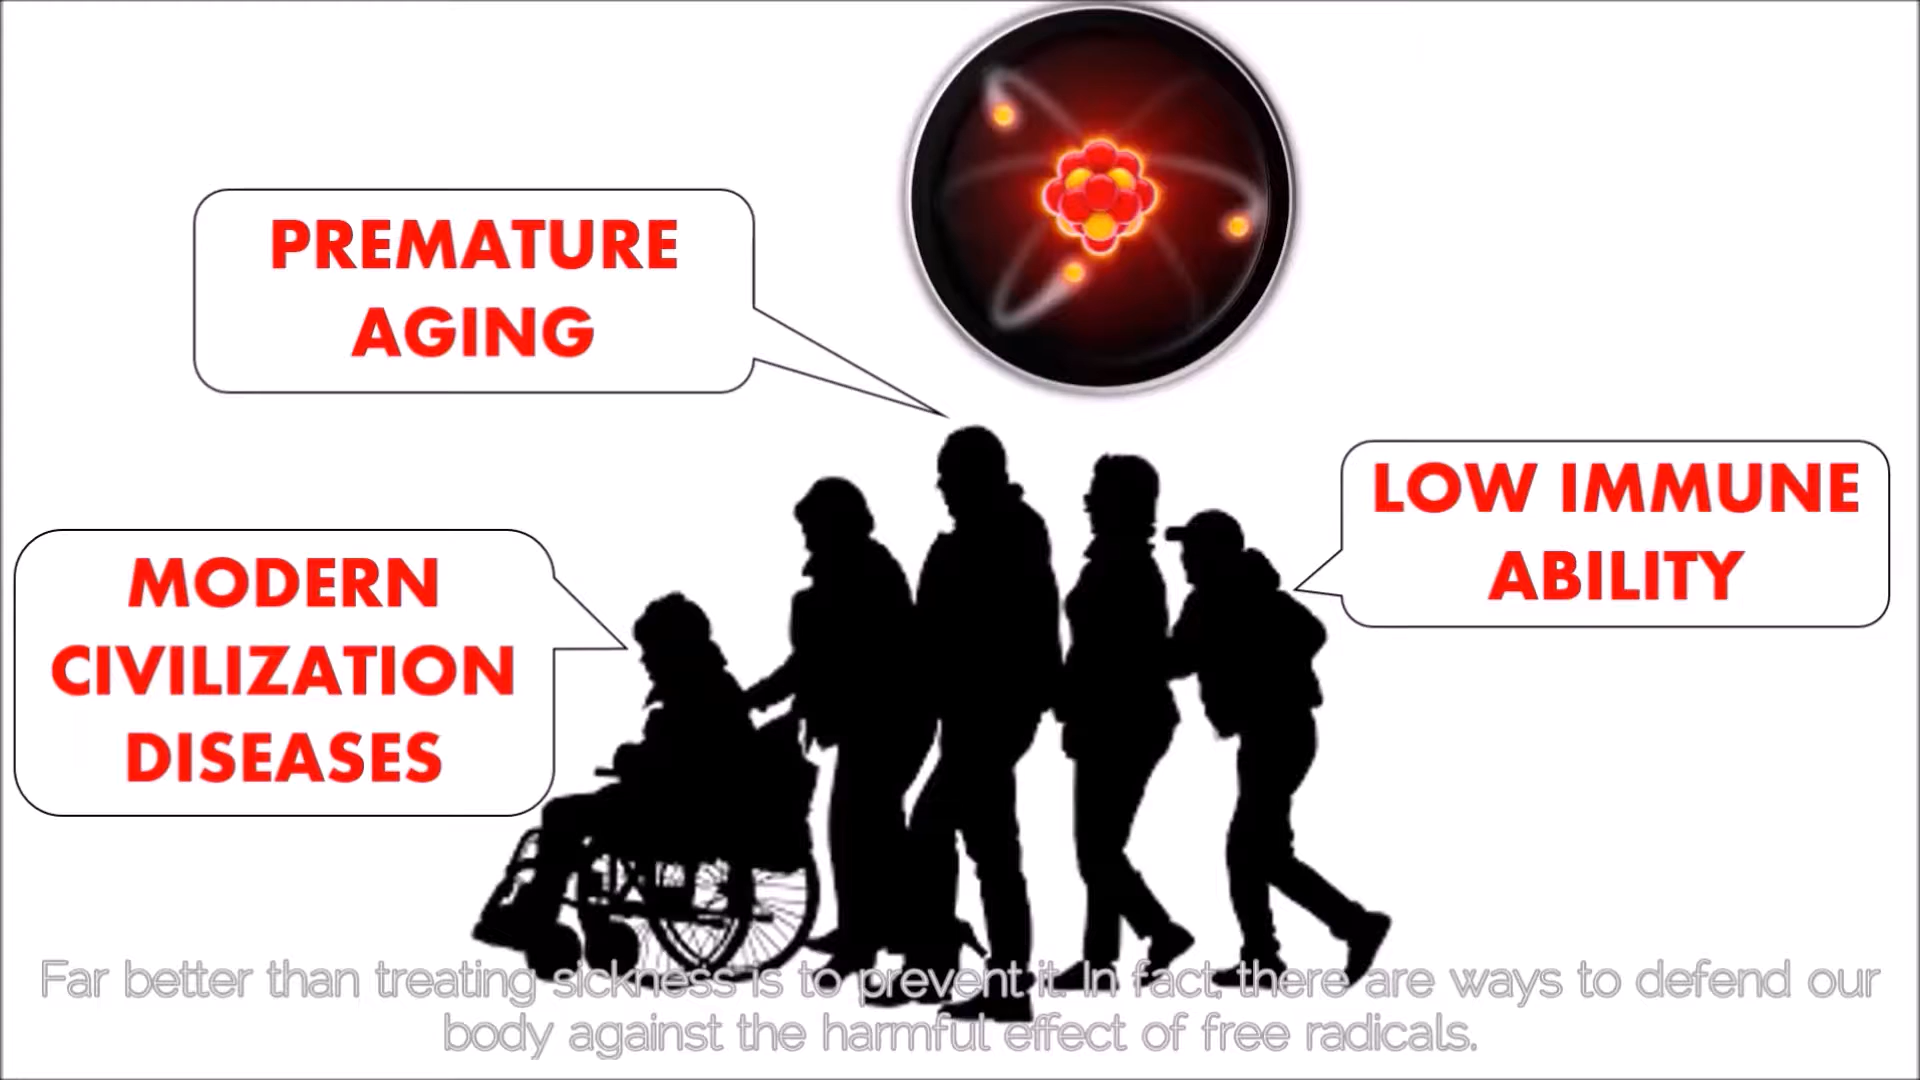 PREMATURE
AGING
LOW IMMUNE
ABILITY
MODERN
CIVILIZATION
DISEASES
Far better than treating sickness is to prevent it. In fact, there are ways to defend our
body against the harmful effect of free radicals.